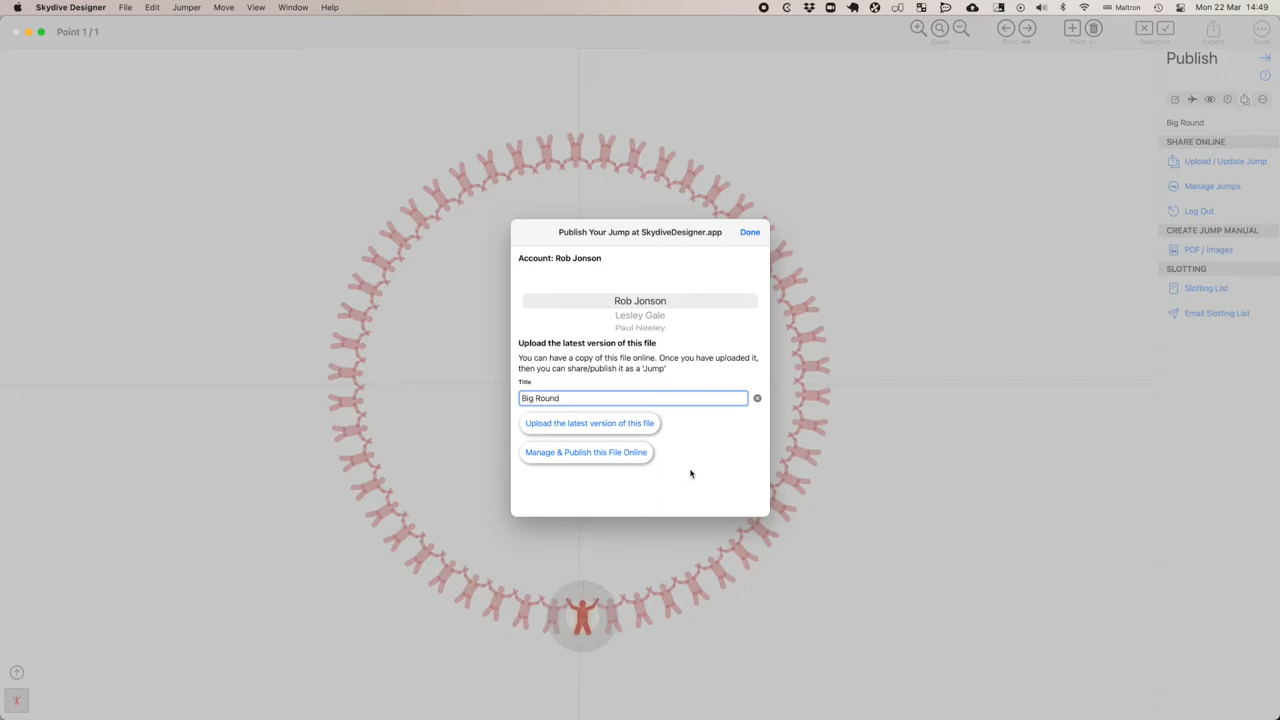 Skydive Designer File Edit Jumper Move View Window Help Maltron Mon 22 Mar 14:49
Point 1 / 1
Zoom Point Selection Export Tools
Publish
Big Round
SHARE ONLINE
Upload / Update Jump
Manage Jumps
Log Out
CREATE JUMP MANUAL
PDF / Images
SLOTTING
Slotting List
Email Slotting List
Publish Your Jump at SkydiveDesigner.app Done
Account: Rob Jonson
Rob Jonson
Lesley Gale
Paul Neeley
Upload the latest version of this file
You can have a copy of this file online. Once you have uploaded it,
then you can share/publish it as a 'Jump'
Title
Big Round
Upload the latest version of this file
Manage & Publish this File Online